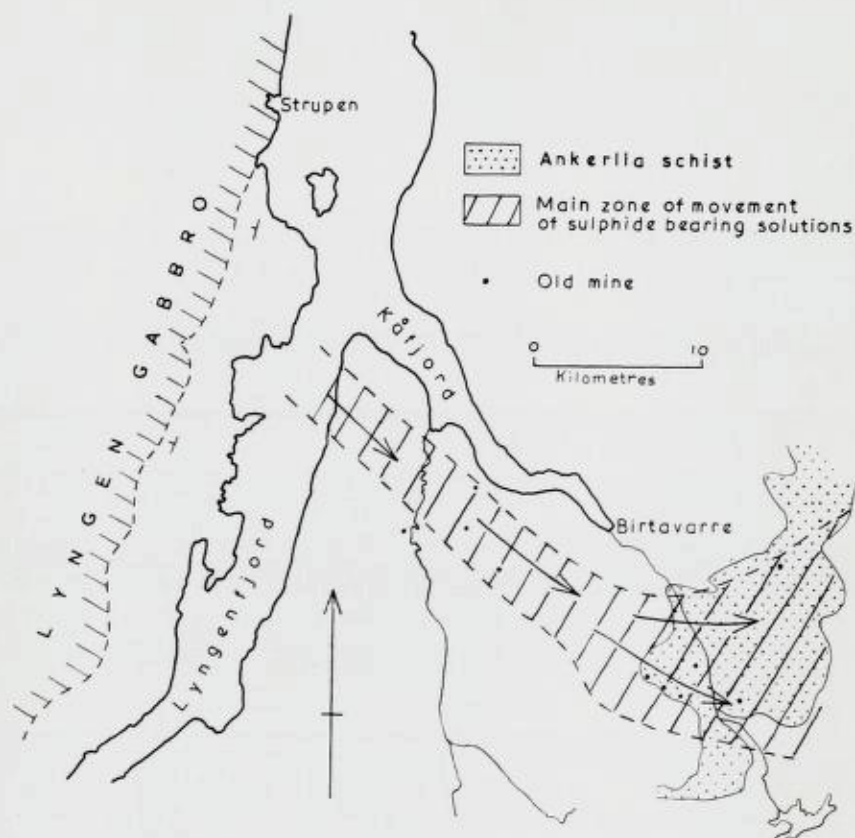 Strupen
Ankerlia schist
Main zone of movement
of sulphide bearing solutions
Old mine
0 10
Kilometres
LYNGEN GABBRO
Kåfjord
Lyngenfjord
Birtavarre